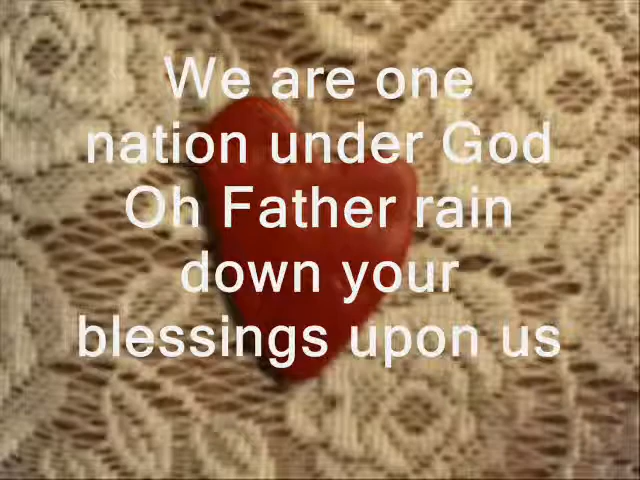 We are one
nation under God
Oh Father rain
down your
blessings upon us